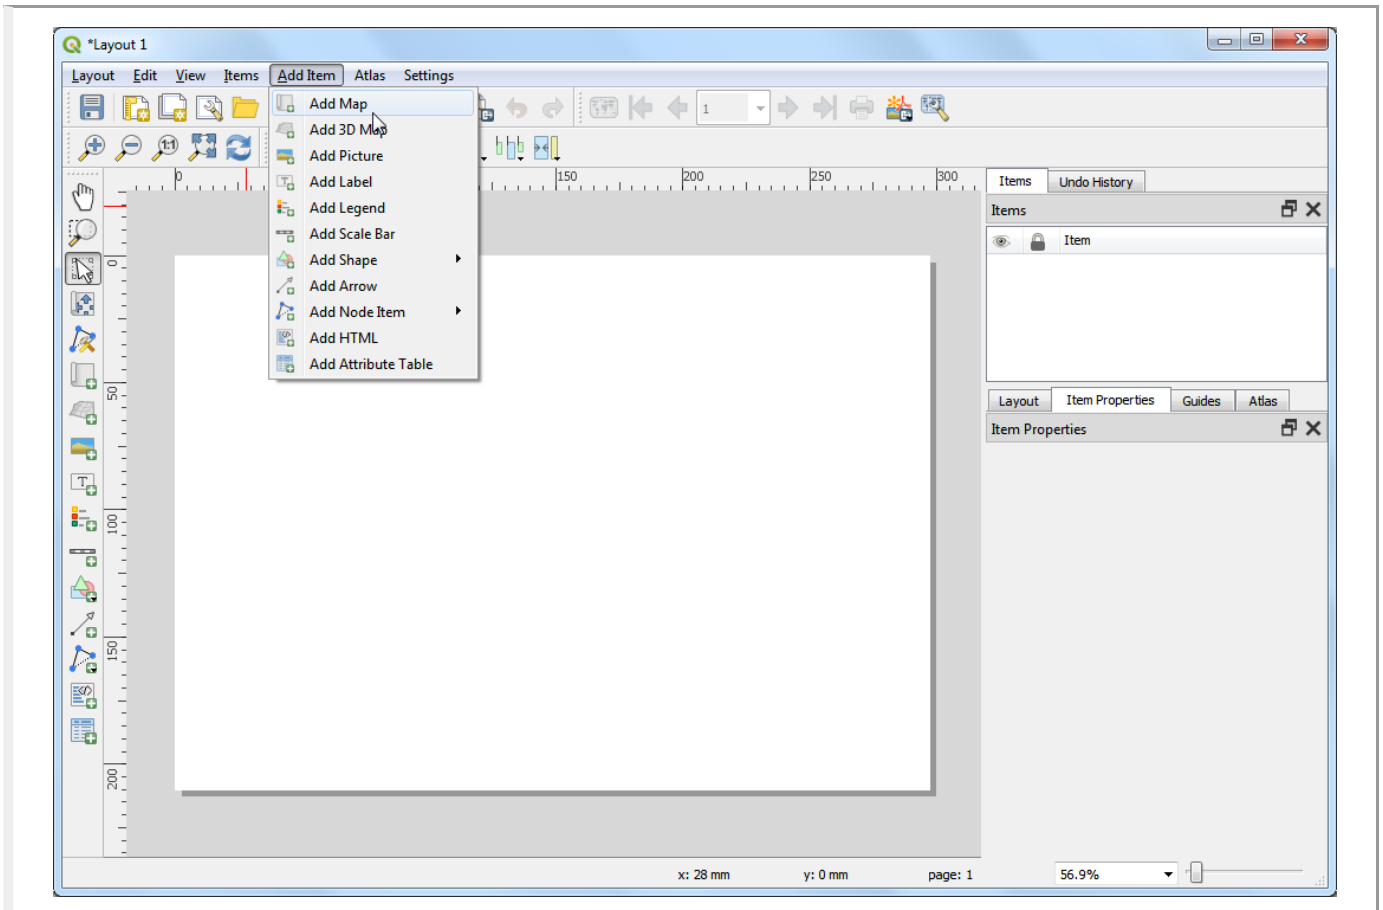 *Layout 1
Layout Edit View Items Add Item Atlas Settings
Add Map
Add 3D Map
Add Picture
Add Label
Add Legend
Add Scale Bar
Add Shape
Add Arrow
Add Node Item
Add HTML
Add Attribute Table
1
1:1
0 150 200 250 300
0
50
100
150
200
Items Undo History
Items
Item
Layout Item Properties Guides Atlas
Item Properties
x: 28 mm y: 0 mm page: 1 56.9%